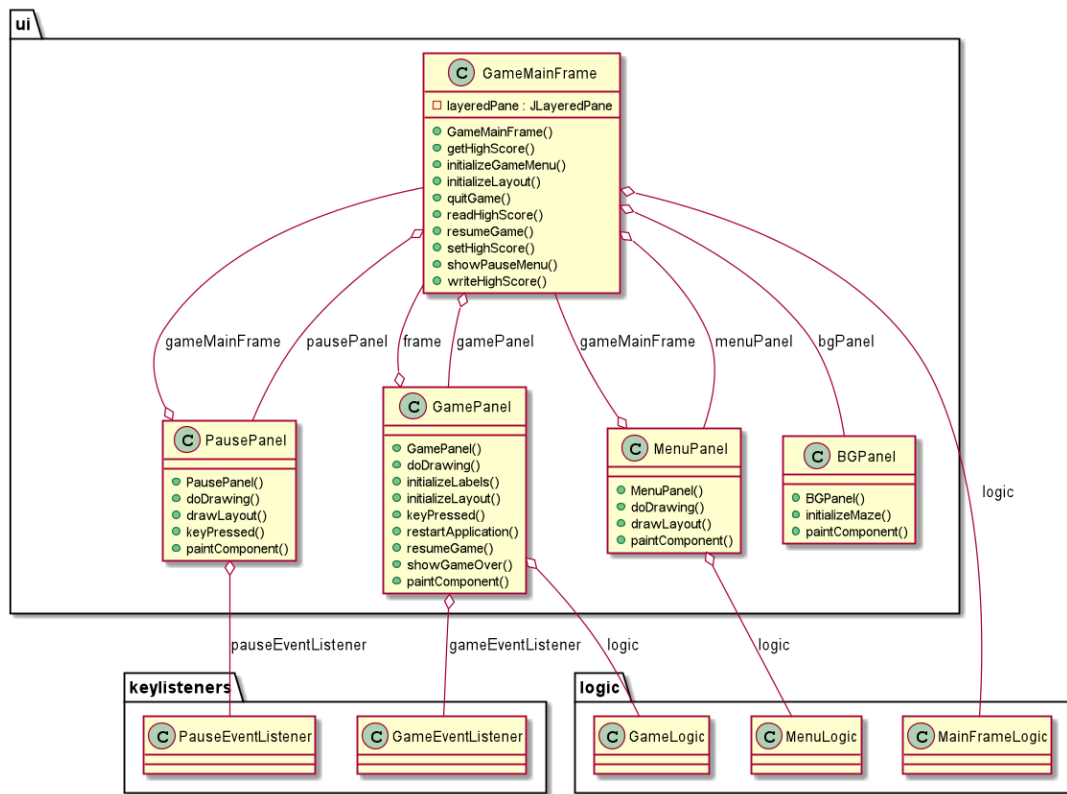 ui
C GameMainFrame
layeredPane : JLayeredPane
GameMainFrame()
getHighScore()
initializeGameMenu()
initializeLayout()
quitGame()
readHighScore()
resumeGame()
setHighScore()
showPauseMenu()
writeHighScore()
gameMainFrame
pausePanel
frame
gamePanel
gameMainFrame
menuPanel
bgPanel
logic
C PausePanel
PausePanel()
doDrawing()
drawLayout()
keyPressed()
paintComponent()
C GamePanel
GamePanel()
doDrawing()
initializeLabels()
initializeLayout()
keyPressed()
restartApplication()
resumeGame()
showGameOver()
paintComponent()
C MenuPanel
MenuPanel()
doDrawing()
drawLayout()
paintComponent()
C BGPanel
BGPanel()
initializeMaze()
paintComponent()
pauseEventListener
gameEventListener
logic
logic
keylisteners
C PauseEventListener
C GameEventListener
logic
C GameLogic
C MenuLogic
C MainFrameLogic